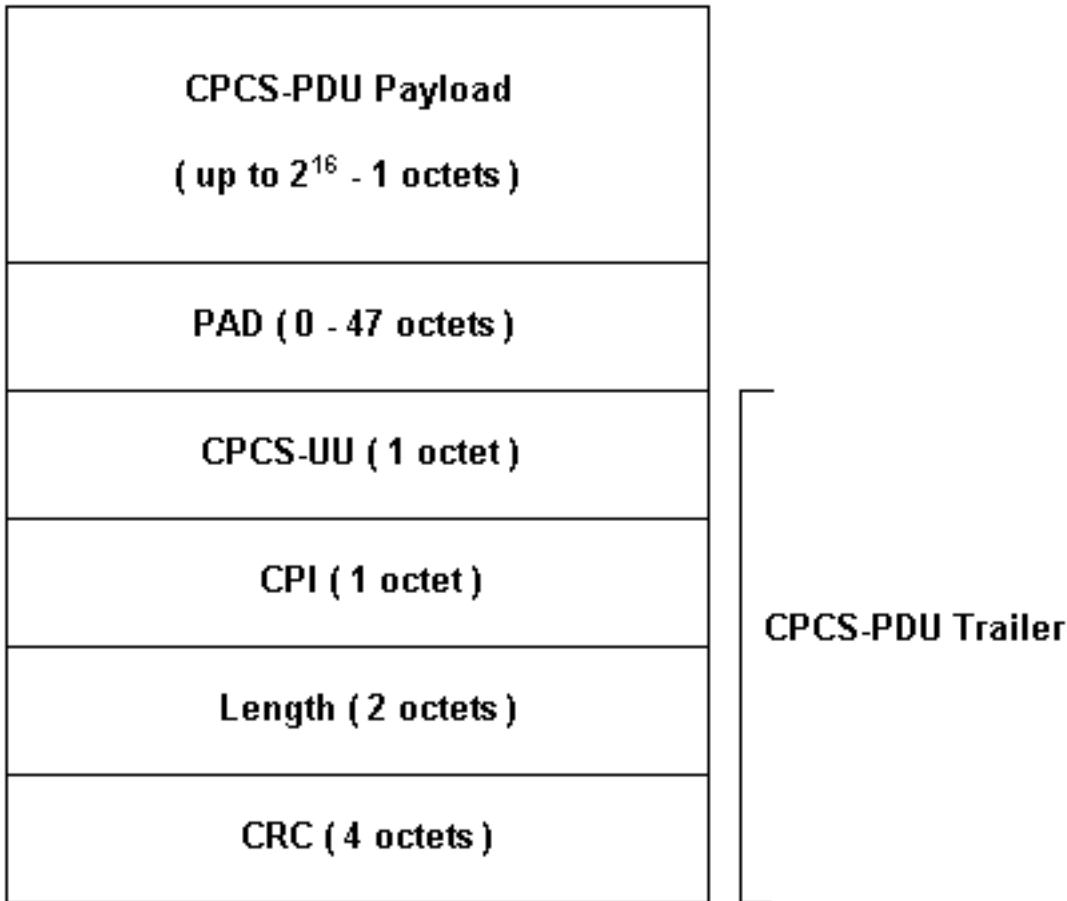 CPCS-PDU Payload
( up to 2¹⁶ - 1 octets )
PAD ( 0 - 47 octets )
CPCS-UU ( 1 octet )
CPI ( 1 octet )
CPCS-PDU Trailer
Length ( 2 octets )
CRC ( 4 octets )